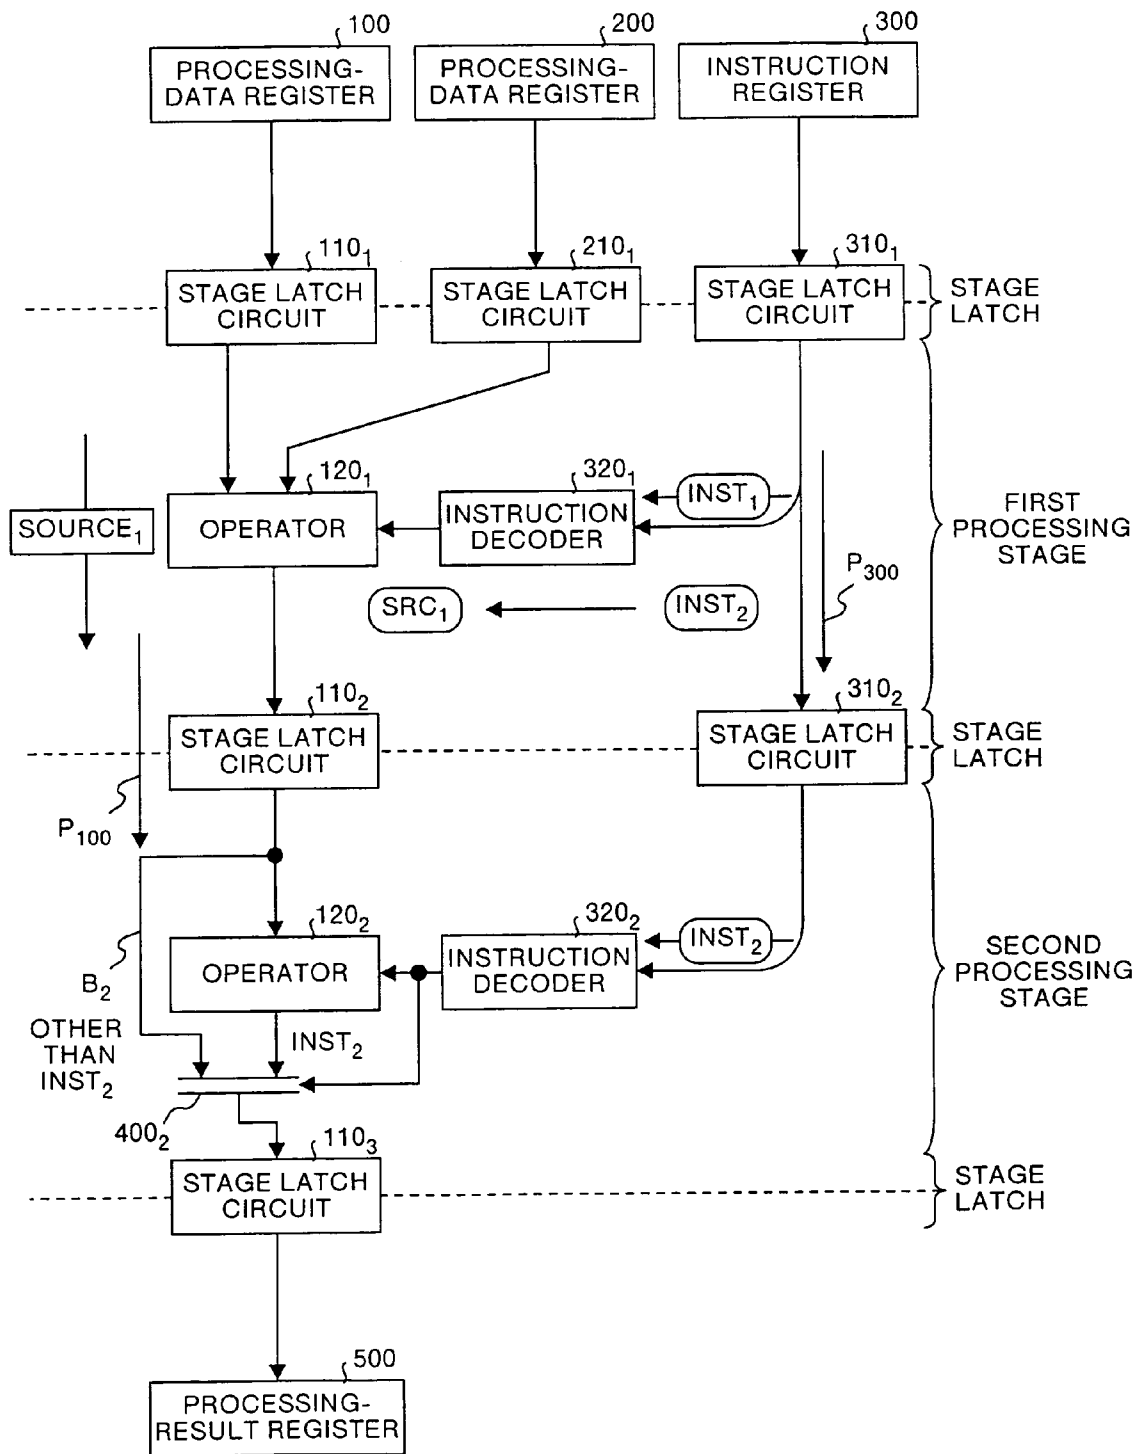 100
200
300
PROCESSING-
DATA REGISTER
PROCESSING-
DATA REGISTER
INSTRUCTION
REGISTER
110₁
210₁
310₁
STAGE LATCH
CIRCUIT
STAGE LATCH
CIRCUIT
STAGE LATCH
CIRCUIT
STAGE
LATCH
120₁
320₁
INST₁
SOURCE₁
OPERATOR
INSTRUCTION
DECODER
FIRST
PROCESSING
STAGE
P₃₀₀
SRC₁
INST₂
110₂
310₂
STAGE LATCH
CIRCUIT
STAGE LATCH
CIRCUIT
STAGE
LATCH
P₁₀₀
120₂
320₂
INST₂
B₂
OPERATOR
INSTRUCTION
DECODER
SECOND
PROCESSING
STAGE
OTHER
THAN
INST₂
INST₂
400₂
110₃
STAGE LATCH
CIRCUIT
STAGE
LATCH
500
PROCESSING-
RESULT REGISTER